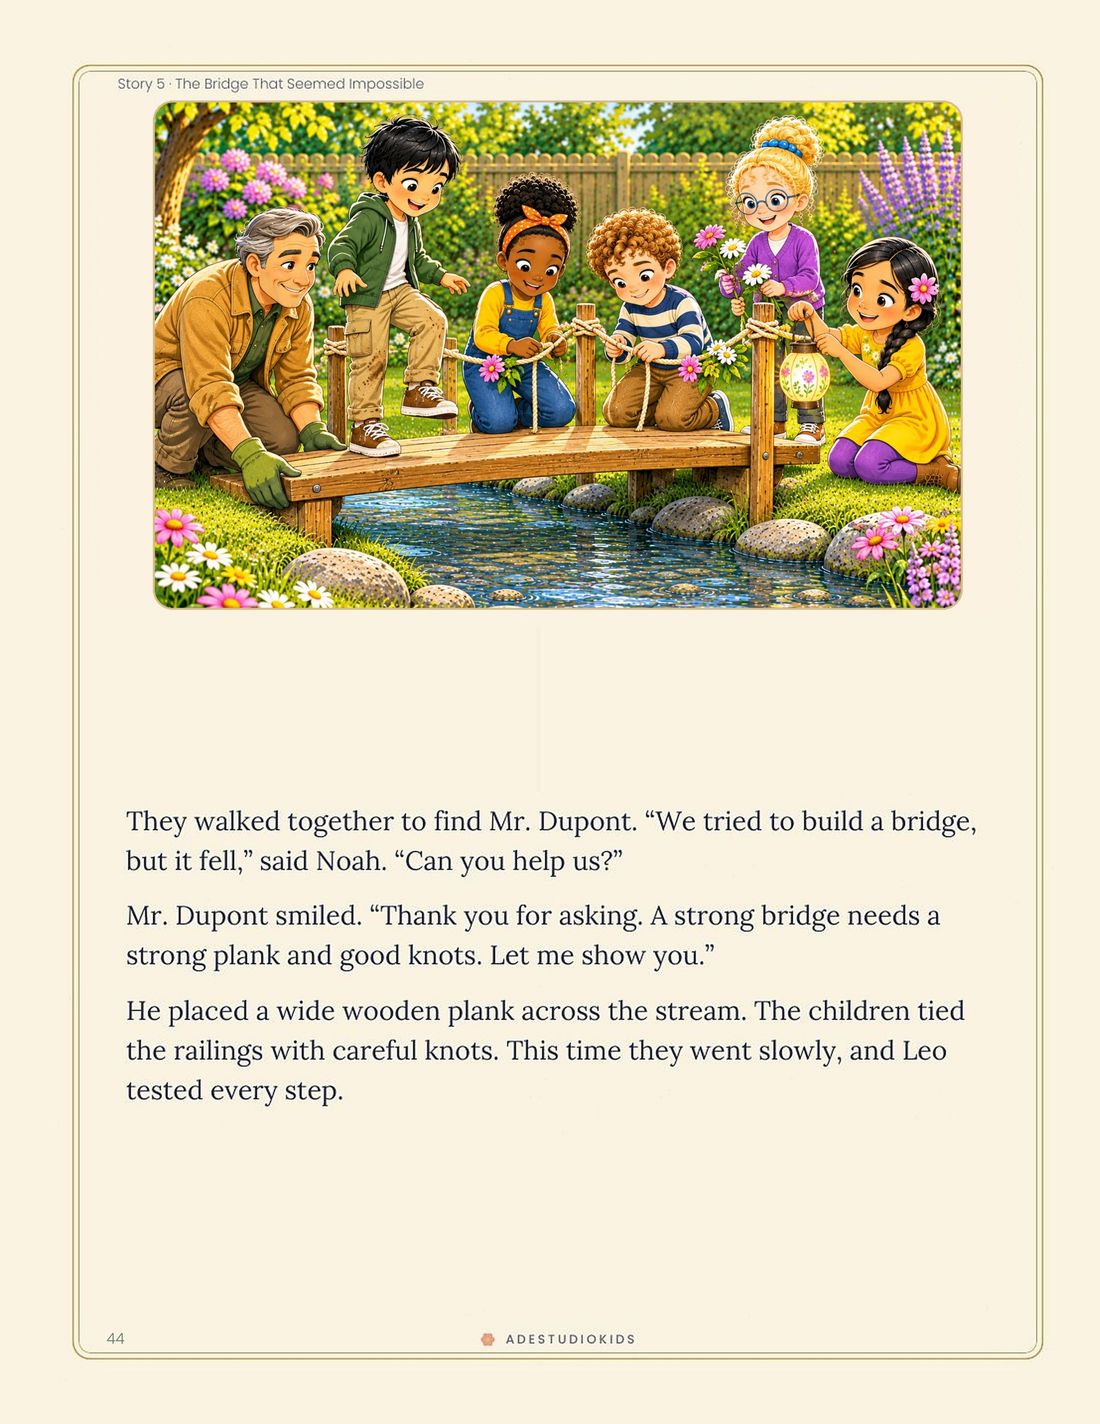 Story 5 · The Bridge That Seemed Impossible
They walked together to find Mr. Dupont. “We tried to build a bridge,
but it fell,” said Noah. “Can you help us?”
Mr. Dupont smiled. “Thank you for asking. A strong bridge needs a
strong plank and good knots. Let me show you.”
He placed a wide wooden plank across the stream. The children tied
the railings with careful knots. This time they went slowly, and Leo
tested every step.
44
ADESTUDIOKIDS